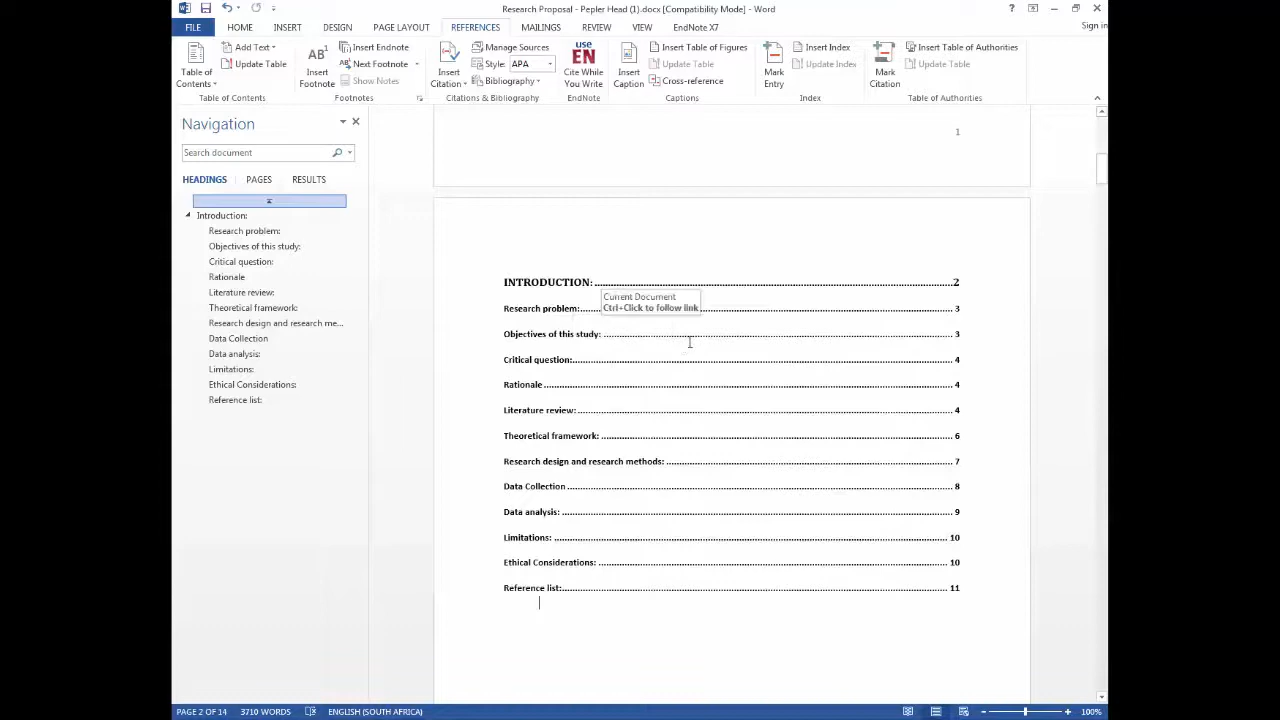 Research Proposal - Pepler Head (1).docx [Compatibility Mode] - Word
FILE HOME INSERT DESIGN PAGE LAYOUT REFERENCES MAILINGS REVIEW VIEW EndNote X7 Sign in
Table of Contents
Add Text
Update Table
Table of Contents
AB1
Insert Footnote
Insert Endnote
Next Footnote
Show Notes
Footnotes
Insert Citation
Manage Sources
Style: APA
Bibliography
Citations & Bibliography
use
EN
Cite While You Write
EndNote
Insert Caption
Insert Table of Figures
Update Table
Cross-reference
Captions
Mark Entry
Insert Index
Update Index
Index
Mark Citation
Insert Table of Authorities
Update Table
Table of Authorities
Navigation
Search document
HEADINGS PAGES RESULTS
Introduction:
Research problem:
Objectives of this study:
Critical question:
Rationale
Literature review:
Theoretical framework:
Research design and research me...
Data Collection
Data analysis:
Limitations:
Ethical Considerations:
Reference list:
1
INTRODUCTION: 2
Current Document
Ctrl+Click to follow link
Research problem: 3
Objectives of this study: 3
Critical question: 4
Rationale 4
Literature review: 4
Theoretical framework: 6
Research design and research methods: 7
Data Collection 8
Data analysis: 9
Limitations: 10
Ethical Considerations: 10
Reference list: 11
PAGE 2 OF 14 3710 WORDS ENGLISH (SOUTH AFRICA) 100%